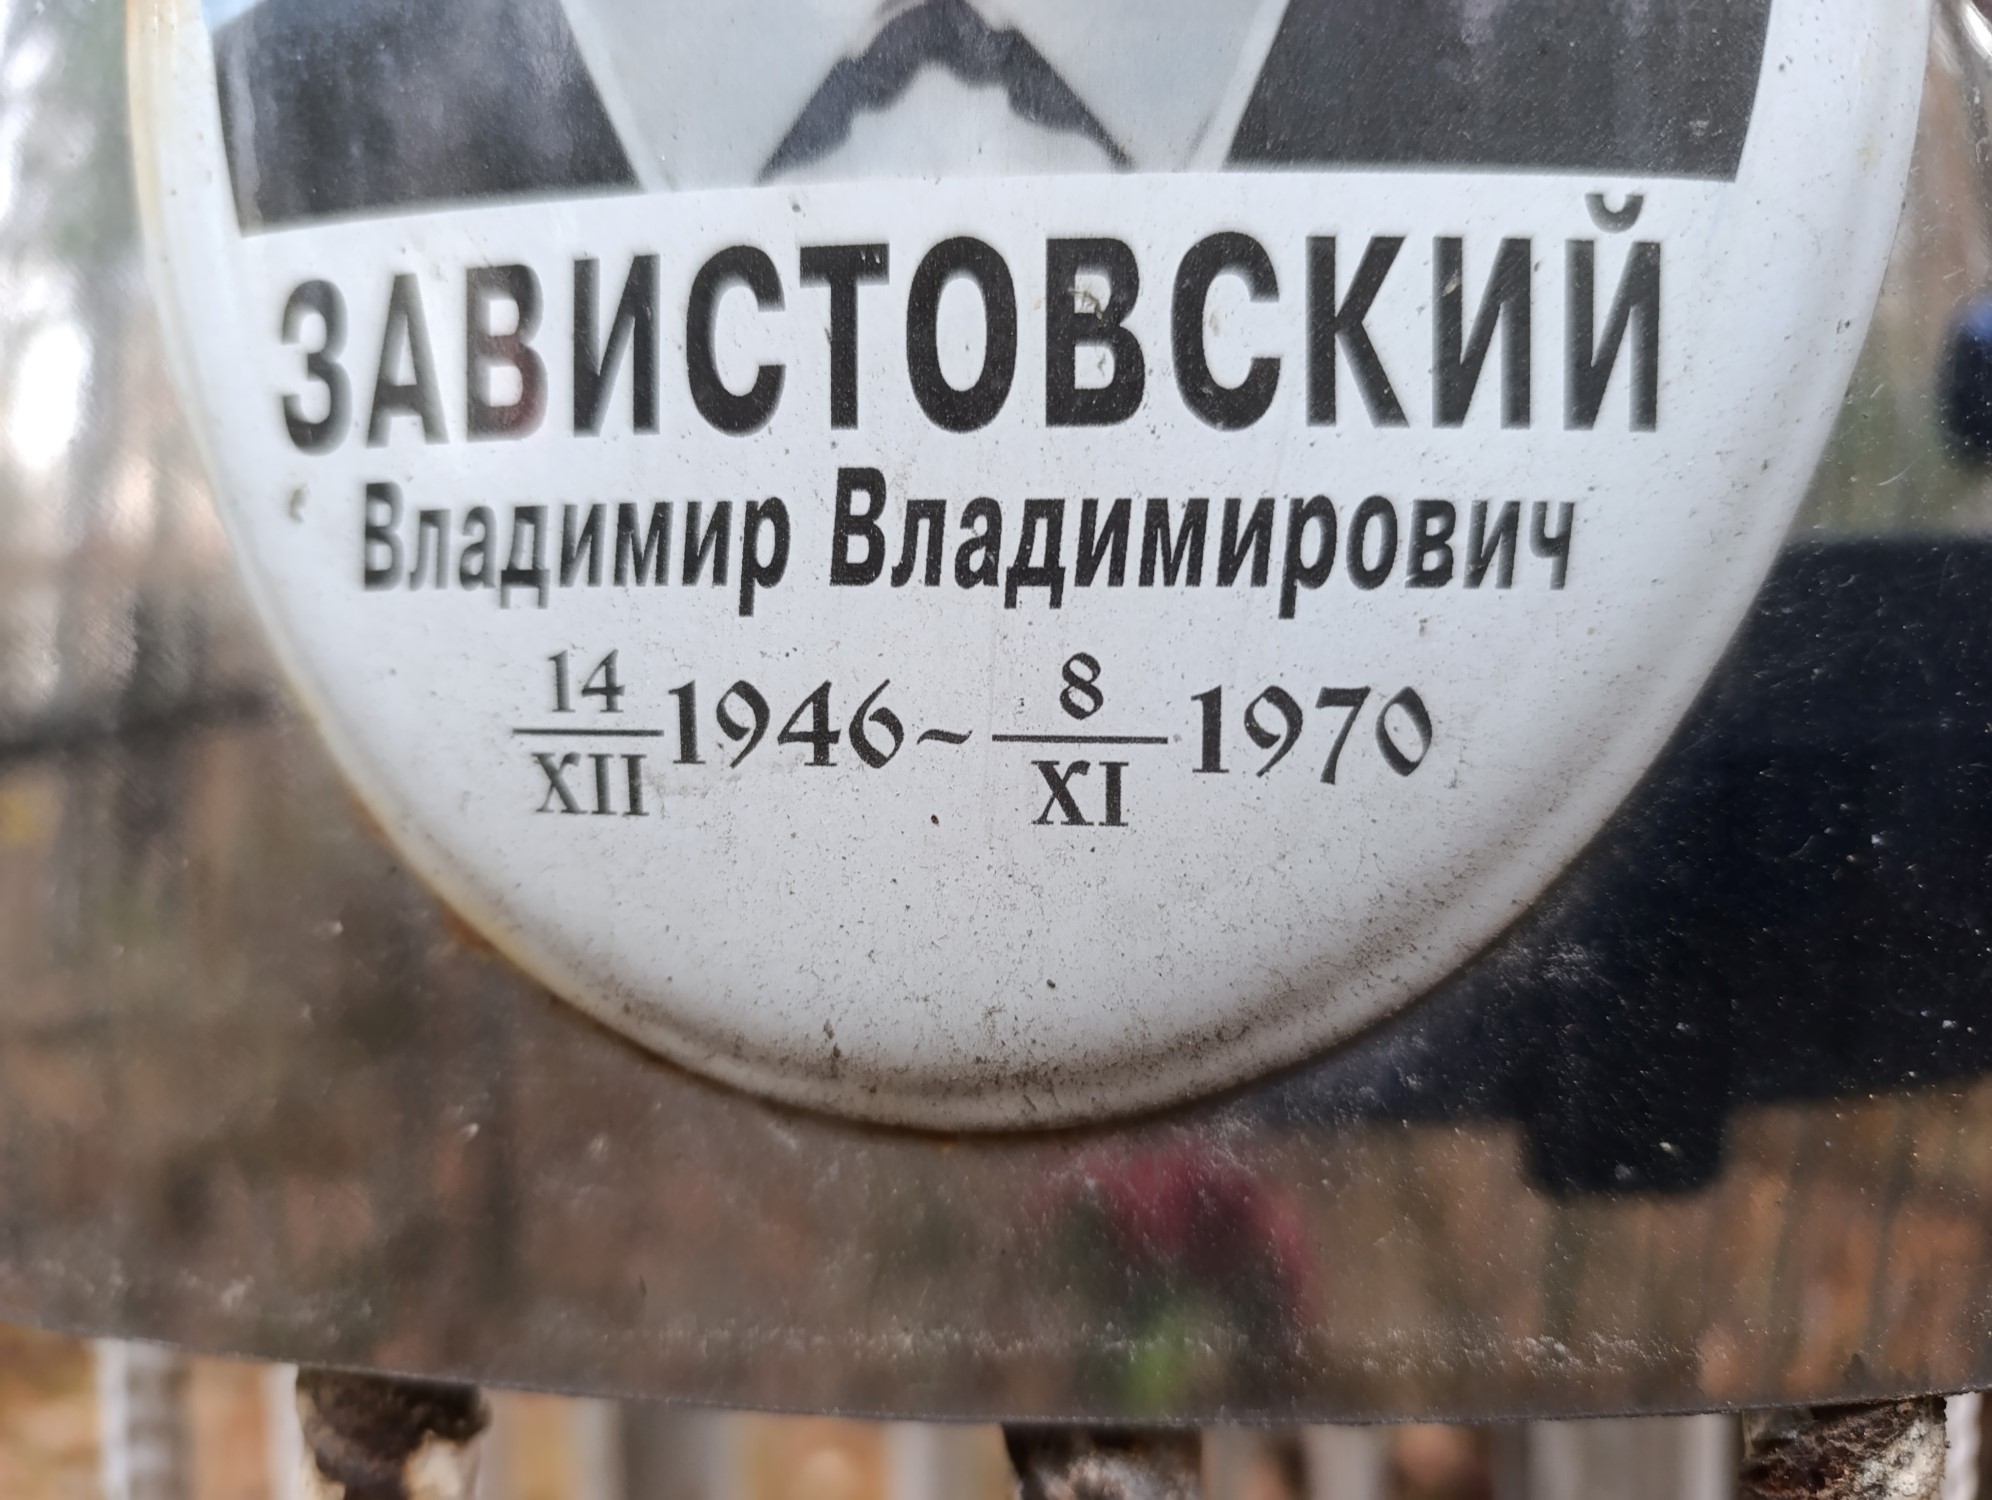 ЗАВИСТОВСКИЙ
Владимир Владимирович
14/XII 1946 ~ 8/XI 1970